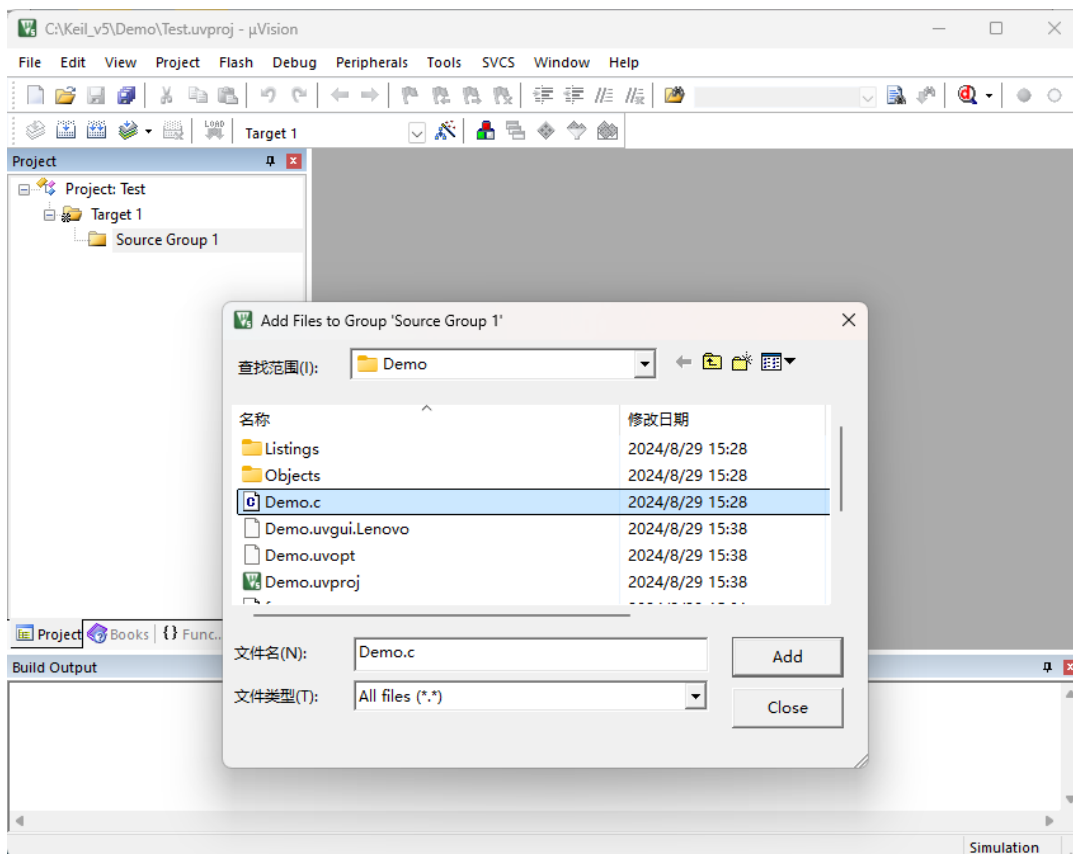 C:\Keil_v5\Demo\Test.uvproj - µVision
File Edit View Project Flash Debug Peripherals Tools SVCS Window Help
LOAD Target 1
Project
Project: Test
Target 1
Source Group 1
Add Files to Group 'Source Group 1'
查找范围(I): Demo
名称 修改日期
Listings 2024/8/29 15:28
Objects 2024/8/29 15:28
Demo.c 2024/8/29 15:28
Demo.uvgui.Lenovo 2024/8/29 15:38
Demo.uvopt 2024/8/29 15:38
Demo.uvproj 2024/8/29 15:38
Project Books {} Func...
文件名(N): Demo.c Add
文件类型(T): All files (*.*) Close
Build Output
Simulation